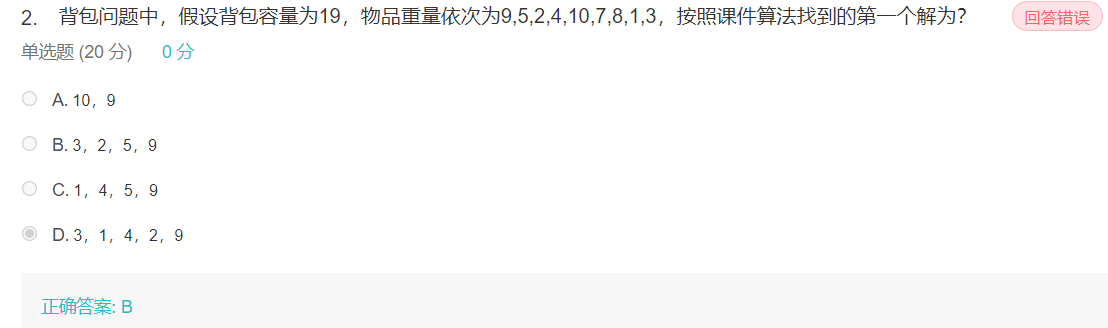 2. 背包问题中，假设背包容量为19，物品重量依次为9,5,2,4,10,7,8,1,3，按照课件算法找到的第一个解为？ 回答错误
单选题 (20 分) 0 分
A. 10，9
B. 3，2，5，9
C. 1，4，5，9
D. 3，1，4，2，9
正确答案: B